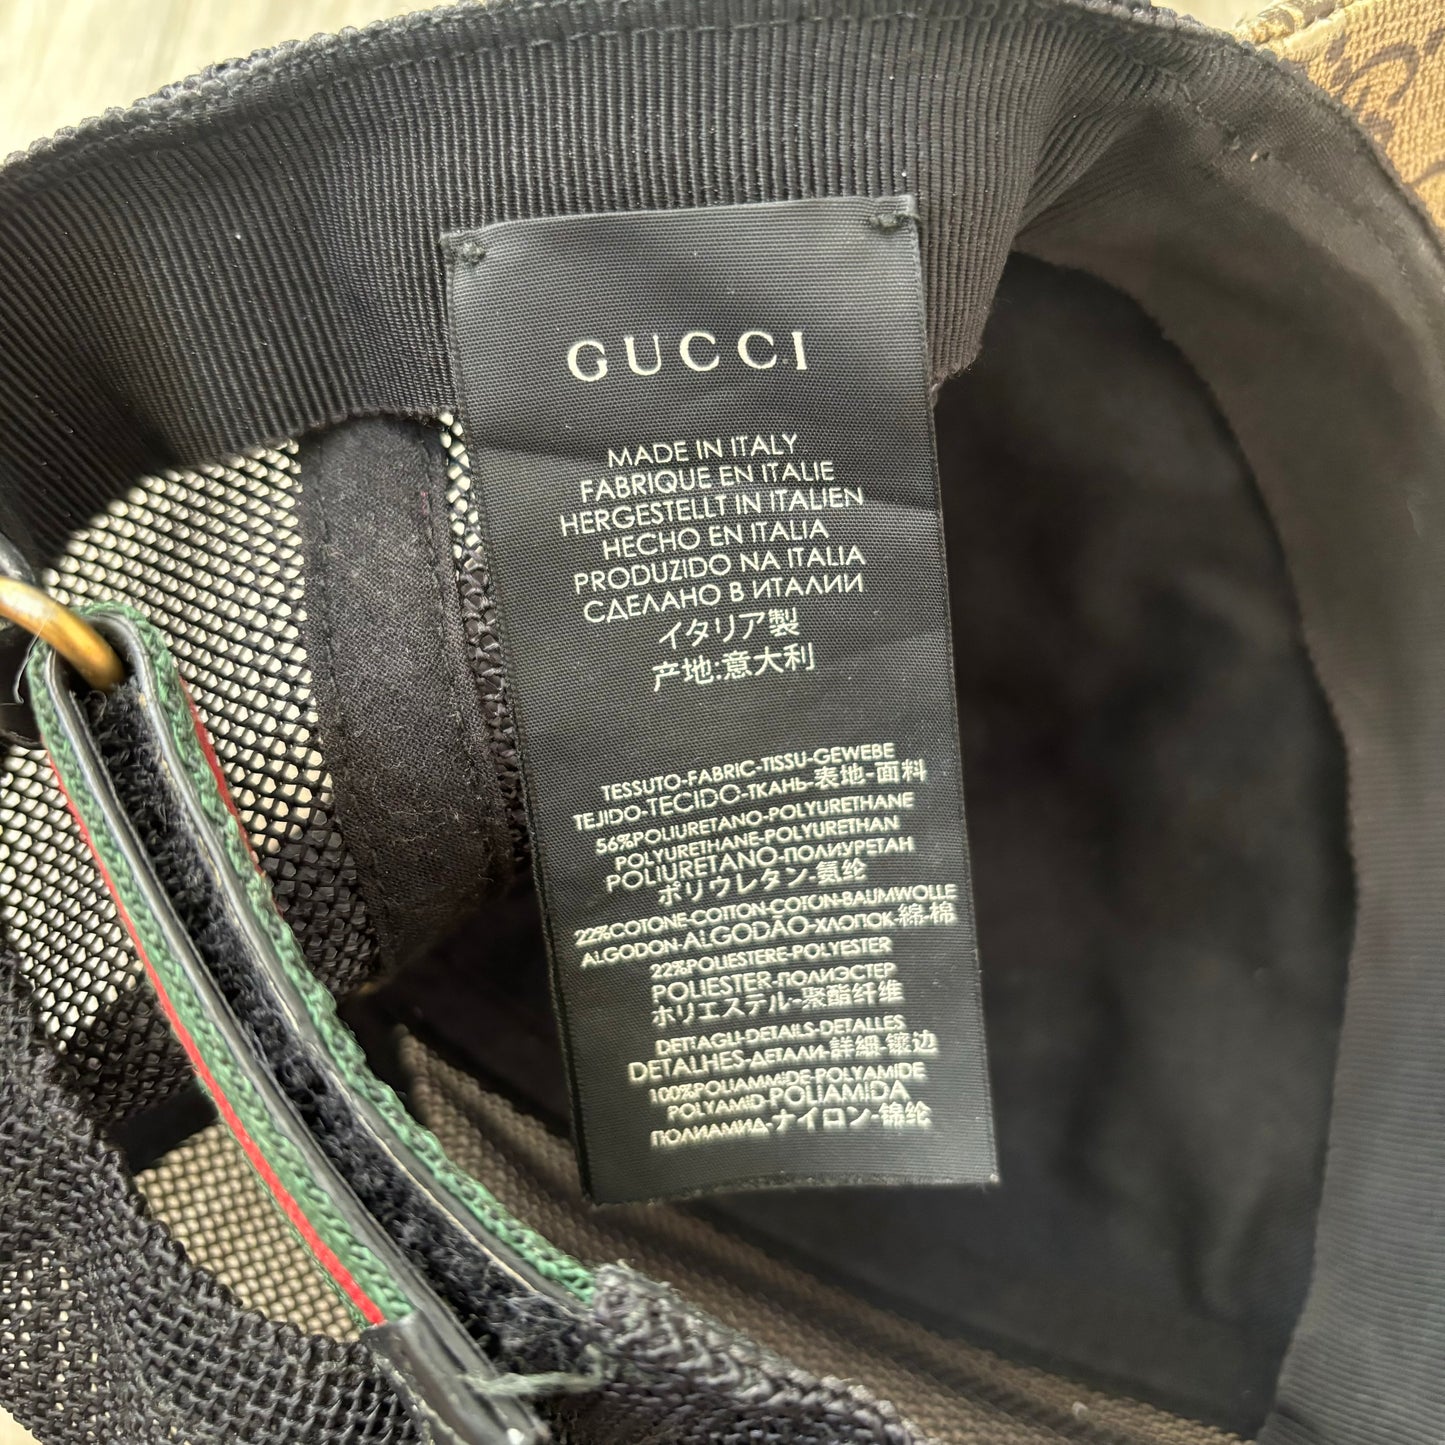 GUCCI
MADE IN ITALY
FABRIQUE EN ITALIE
HERGESTELLT IN ITALIEN
HECHO EN ITALIA
PRODUZIDO NA ITALIA
СДЕЛАНО В ИТАЛИИ
イタリア製
产地:意大利
TESSUTO-FABRIC-TISSU-GEWEBE
TEJIDO-TECIDO-ТКАНЬ-表地-面料
56%POLIURETANO-POLYURETHANE
POLYURETHANE-POLYURETHAN
POLIURETANO-ПОЛИУРЕТАН
ポリウレタン-氨纶
22%COTONE-COTTON-COTON-BAUMWOLLE
ALGODON-ALGODÃO-ХЛОПОК-綿-棉
22%POLIESTERE-POLYESTER
POLIESTER-ПОЛИЭСТЕР
ポリエステル-聚酯纤维
DETTAGLI-DETAILS-DETALLES
DETALHES-ДЕТАЛИ-詳細-镶边
100%POLIAMMIDE-POLYAMIDE
POLYAMID-POLIAMIDA
ПОЛИАМИД-ナイロン-锦纶